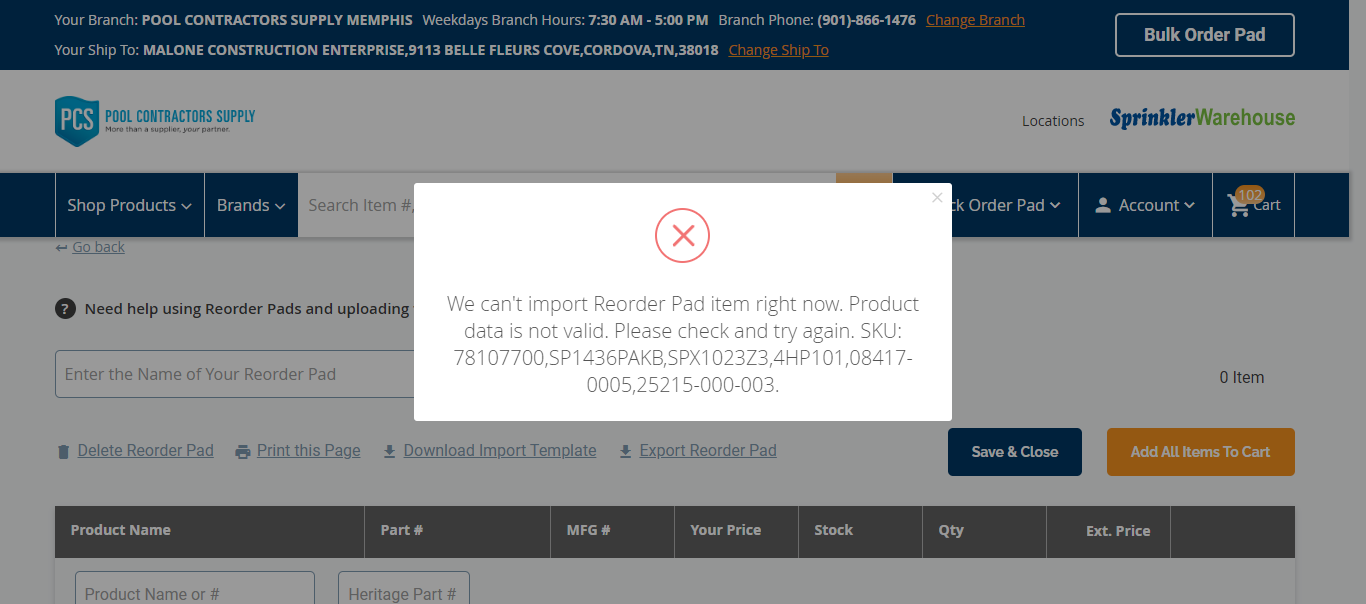 Your Branch: POOL CONTRACTORS SUPPLY MEMPHIS Weekdays Branch Hours: 7:30 AM - 5:00 PM Branch Phone: (901)-866-1476 Change Branch
Your Ship To: MALONE CONSTRUCTION ENTERPRISE,9113 BELLE FLEURS COVE,CORDOVA,TN,38018 Change Ship To
Bulk Order Pad
PCS POOL CONTRACTORS SUPPLY
More than a supplier, your partner.
Locations
SprinklerWarehouse
Shop Products
Brands
Search Item #,
ck Order Pad
Account
102
Cart
Go back
Need help using Reorder Pads and uploading
We can't import Reorder Pad item right now. Product
data is not valid. Please check and try again. SKU:
78107700,SP1436PAKB,SPX1023Z3,4HP101,08417-
0005,25215-000-003.
Enter the Name of Your Reorder Pad
0 Item
Delete Reorder Pad Print this Page Download Import Template Export Reorder Pad
Save & Close
Add All Items To Cart
Product Name Part # MFG # Your Price Stock Qty Ext. Price
Product Name or # Heritage Part #